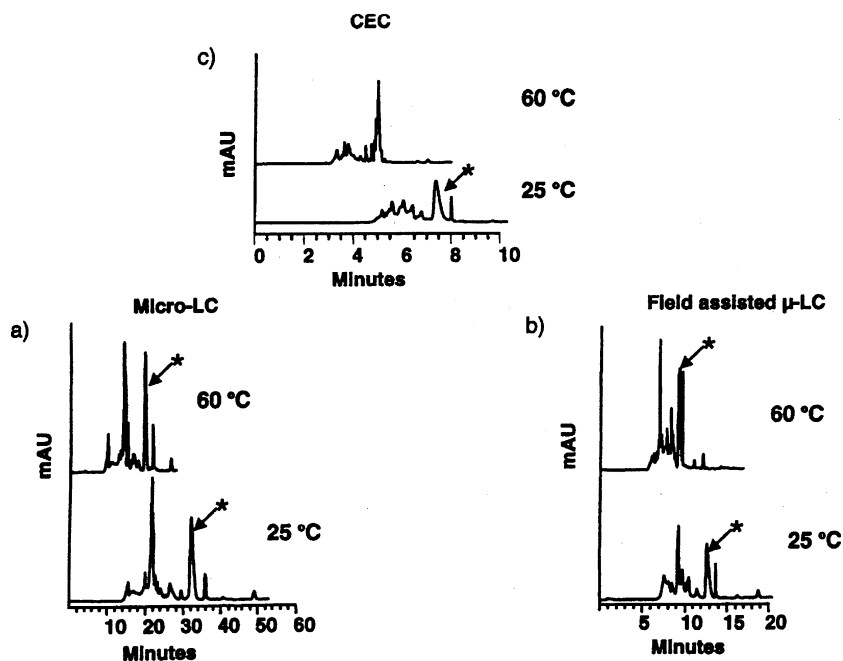 CEC
c)
60 °C
mAU
*
25 °C
0 2 4 6 8 10
Minutes
Micro-LC
a)
*
60 °C
mAU
*
25 °C
10 20 30 40 50 60
Minutes
Field assisted µ-LC
b)
*
60 °C
mAU
*
25 °C
5 10 15 20
Minutes